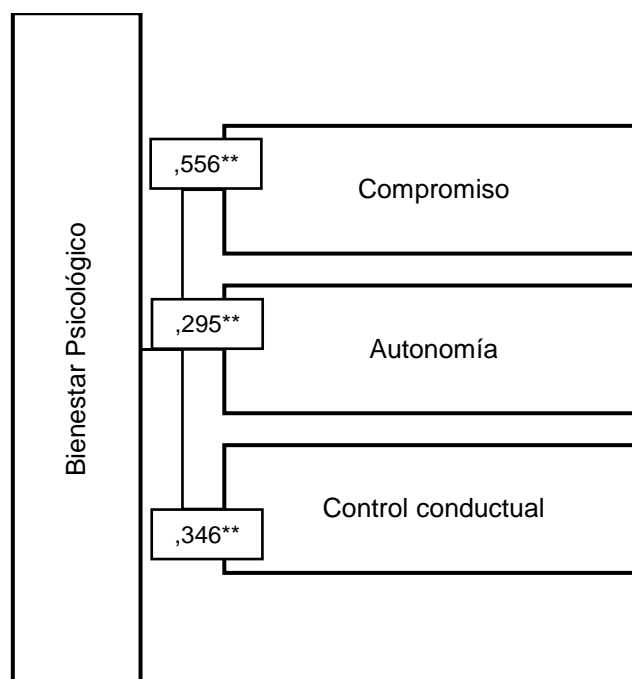 Bienestar Psicológico
,556**
Compromiso
,295**
Autonomía
,346**
Control conductual